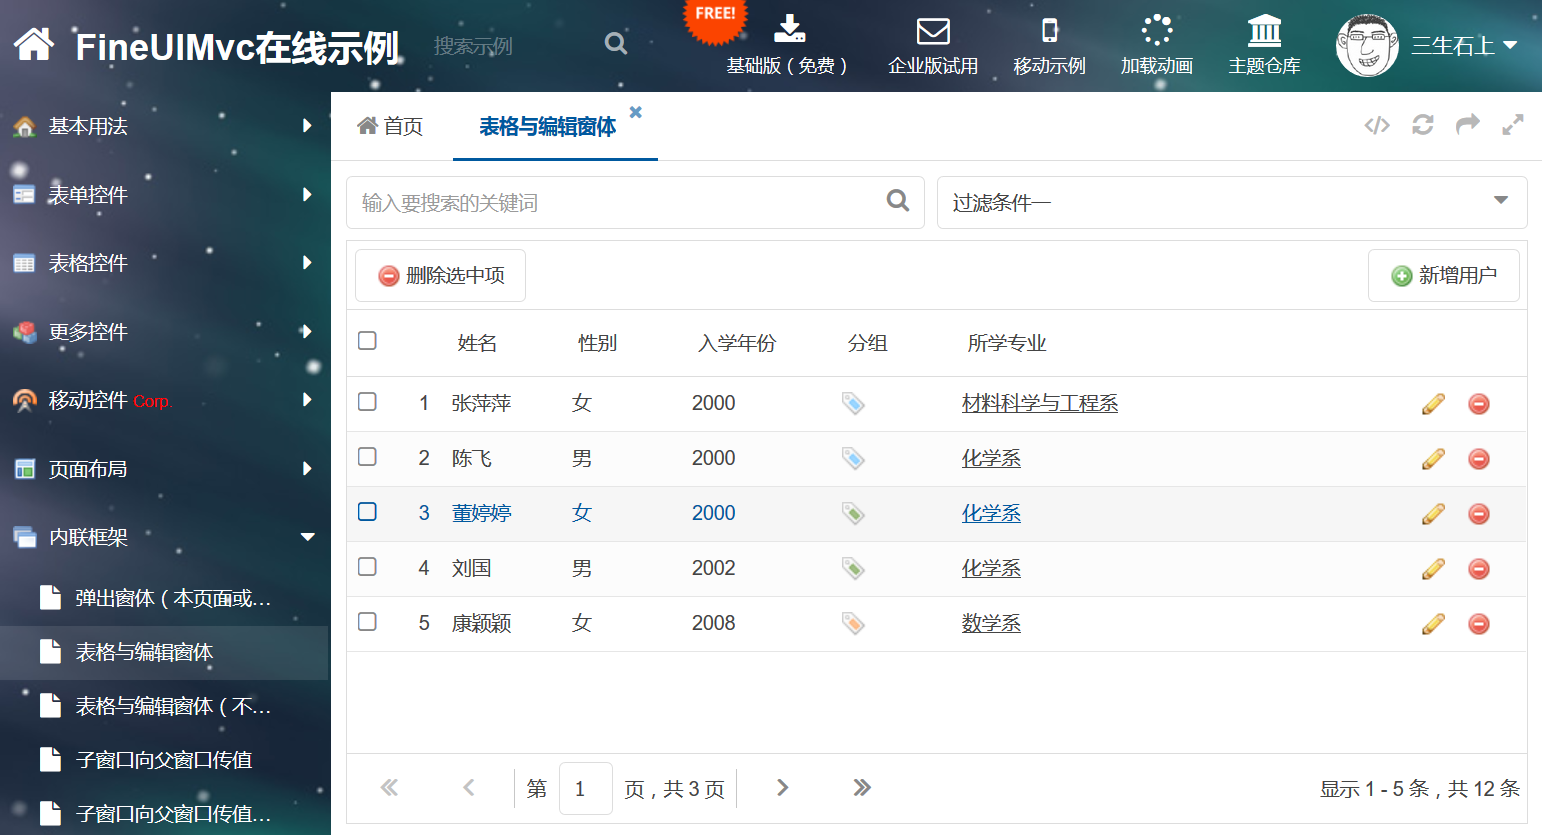 FineUIMvc在线示例
搜索示例
FREE!
基础版（免费）
企业版试用
移动示例
加载动画
主题仓库
三生石上
基本用法
表单控件
表格控件
更多控件
移动控件 Corp.
页面布局
内联框架
弹出窗体（本页面或...
表格与编辑窗体
表格与编辑窗体（不...
子窗口向父窗口传值
子窗口向父窗口传值...
首页
表格与编辑窗体
输入要搜索的关键词
过滤条件一
删除选中项
新增用户
姓名 性别 入学年份 分组 所学专业
1 张萍萍 女 2000 材料科学与工程系
2 陈飞 男 2000 化学系
3 董婷婷 女 2000 化学系
4 刘国 男 2002 化学系
5 康颖颖 女 2008 数学系
第 1 页，共 3 页
显示 1 - 5 条，共 12 条